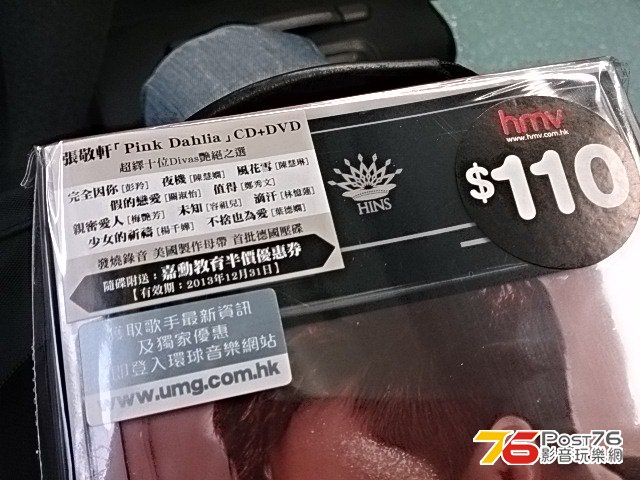 張敬軒「Pink Dahlia」CD+DVD
超繹十位Divas艷絕之選
完全因你[彭羚] 夜機[陳慧嫻] 風花雪[陳慧琳]
假的戀愛[關淑怡] 值得[鄭秀文]
親密愛人[梅艷芳] 未知[容祖兒] 滴汗[林憶蓮]
少女的祈禱[楊千嬅] 不捨也為愛[葉德嫻]
發燒錄音 美國製作母帶 首批德國壓碟
隨碟附送：嘉勳教育半價優惠券
【有效期：2013年12月31日】
取歌手最新資訊
及獨家優惠
即登入環球音樂網站
www.umg.com.hk
HINS
hmv
www.hmv.com.hk
$110
76 Post76
影音玩樂網